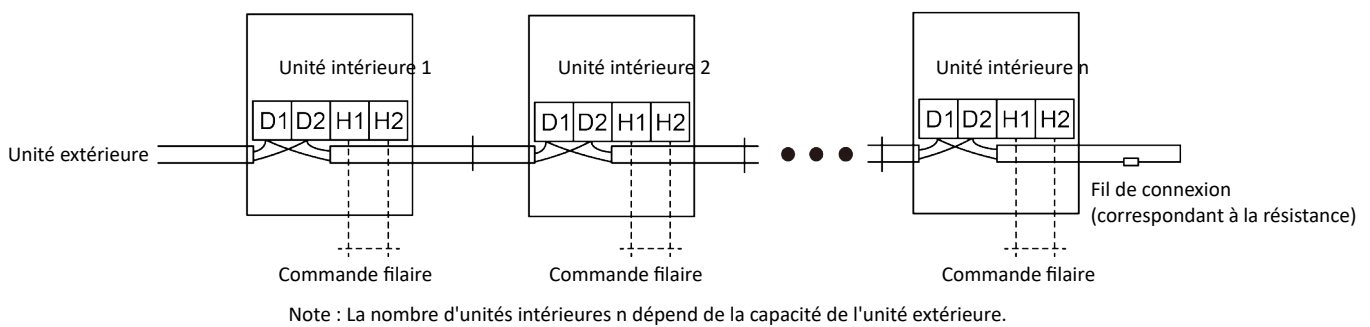 Unité intérieure 1
Unité intérieure 2
Unité intérieure n
D1 D2 H1 H2
D1 D2 H1 H2
D1 D2 H1 H2
Unité extérieure
Fil de connexion
(correspondant à la résistance)
Commande filaire
Commande filaire
Commande filaire
Note : La nombre d'unités intérieures n dépend de la capacité de l'unité extérieure.